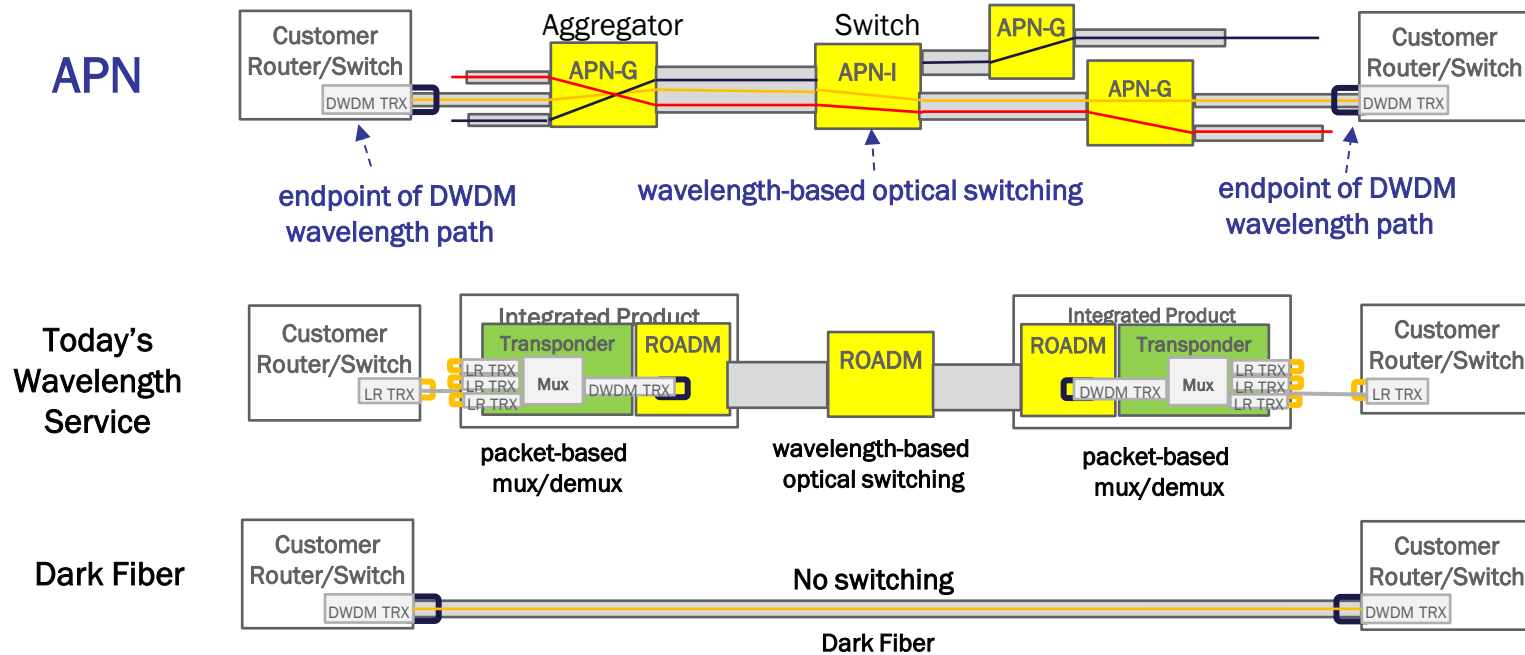 APN
Customer
Router/Switch
DWDM TRX
Aggregator
APN-G
Switch
APN-I
APN-G
APN-G
Customer
Router/Switch
DWDM TRX
endpoint of DWDM
wavelength path
wavelength-based optical switching
endpoint of DWDM
wavelength path
Today's
Wavelength
Service
Customer
Router/Switch
LR TRX
Integrated Product
Transponder
LR TRX
LR TRX
LR TRX
Mux
DWDM TRX
ROADM
packet-based
mux/demux
ROADM
wavelength-based
optical switching
Integrated Product
ROADM
Transponder
DWDM TRX
Mux
LR TRX
LR TRX
LR TRX
packet-based
mux/demux
Customer
Router/Switch
LR TRX
Dark Fiber
Customer
Router/Switch
DWDM TRX
No switching
Dark Fiber
Customer
Router/Switch
DWDM TRX